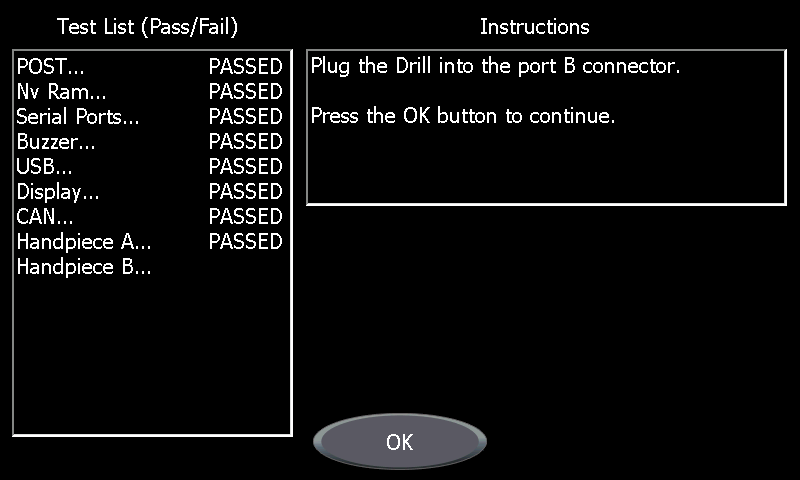 Test List (Pass/Fail)
POST... PASSED
Nv Ram... PASSED
Serial Ports... PASSED
Buzzer... PASSED
USB... PASSED
Display... PASSED
CAN... PASSED
Handpiece A... PASSED
Handpiece B...
Instructions
Plug the Drill into the port B connector.
Press the OK button to continue.
OK